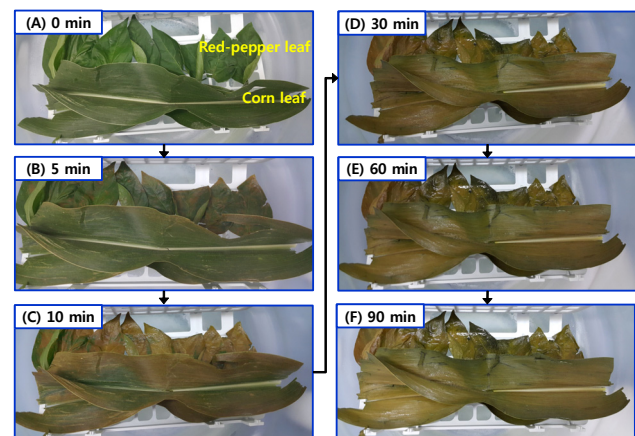 (A) 0 min
Red-pepper leaf
Corn leaf
(B) 5 min
(C) 10 min
(D) 30 min
(E) 60 min
(F) 90 min